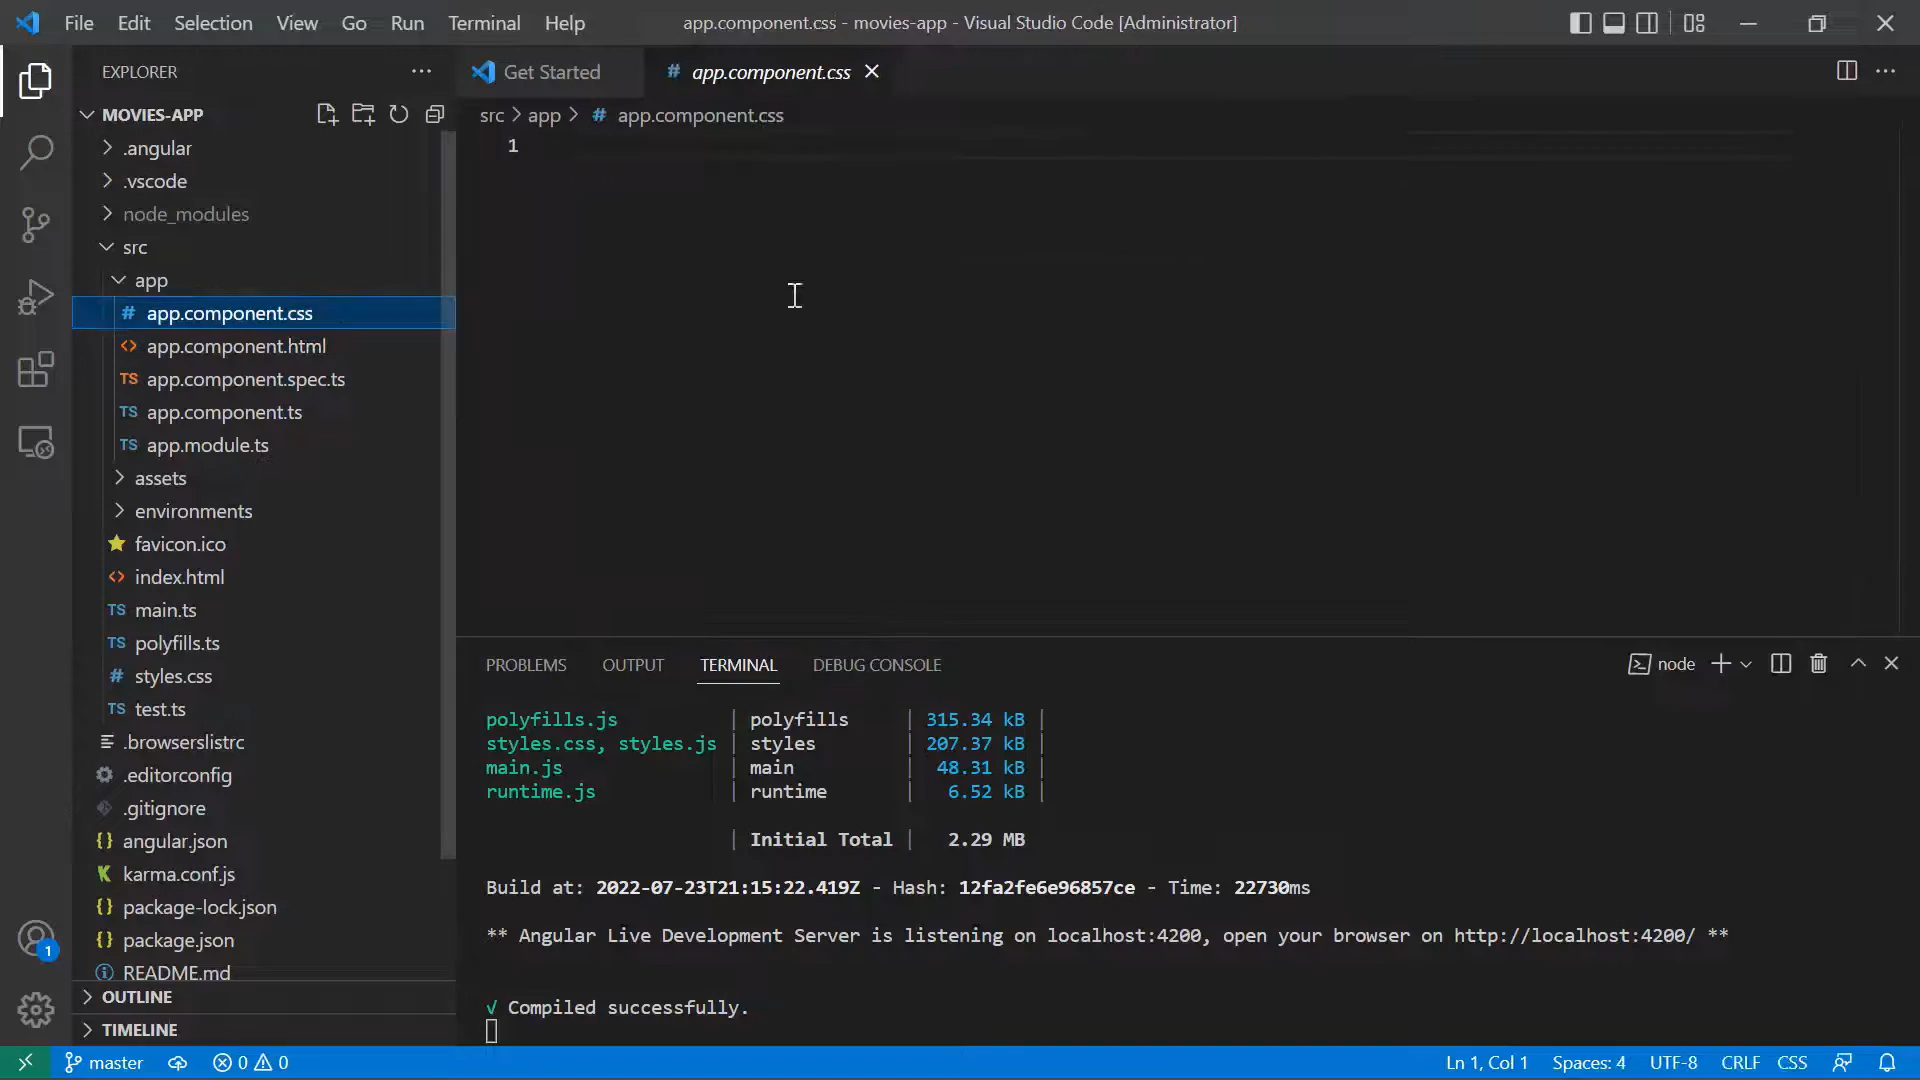 File Edit Selection View Go Run Terminal Help app.component.css - movies-app - Visual Studio Code [Administrator]
EXPLORER
Get Started
# app.component.css
MOVIES-APP
src > app > # app.component.css
1
.angular
.vscode
node_modules
src
app
# app.component.css
<> app.component.html
TS app.component.spec.ts
TS app.component.ts
TS app.module.ts
assets
environments
favicon.ico
<> index.html
TS main.ts
TS polyfills.ts
# styles.css
TS test.ts
.browserslistrc
.editorconfig
.gitignore
{} angular.json
K karma.conf.js
{} package-lock.json
{} package.json
README.md
OUTLINE
TIMELINE
1
PROBLEMS OUTPUT TERMINAL DEBUG CONSOLE
node
polyfills.js | polyfills | 315.34 kB |
styles.css, styles.js | styles | 207.37 kB |
main.js | main | 48.31 kB |
runtime.js | runtime | 6.52 kB |
| Initial Total | 2.29 MB
Build at: 2022-07-23T21:15:22.419Z - Hash: 12fa2fe6e96857ce - Time: 22730ms
** Angular Live Development Server is listening on localhost:4200, open your browser on http://localhost:4200/ **
√ Compiled successfully.
master 0 0 Ln 1, Col 1 Spaces: 4 UTF-8 CRLF CSS